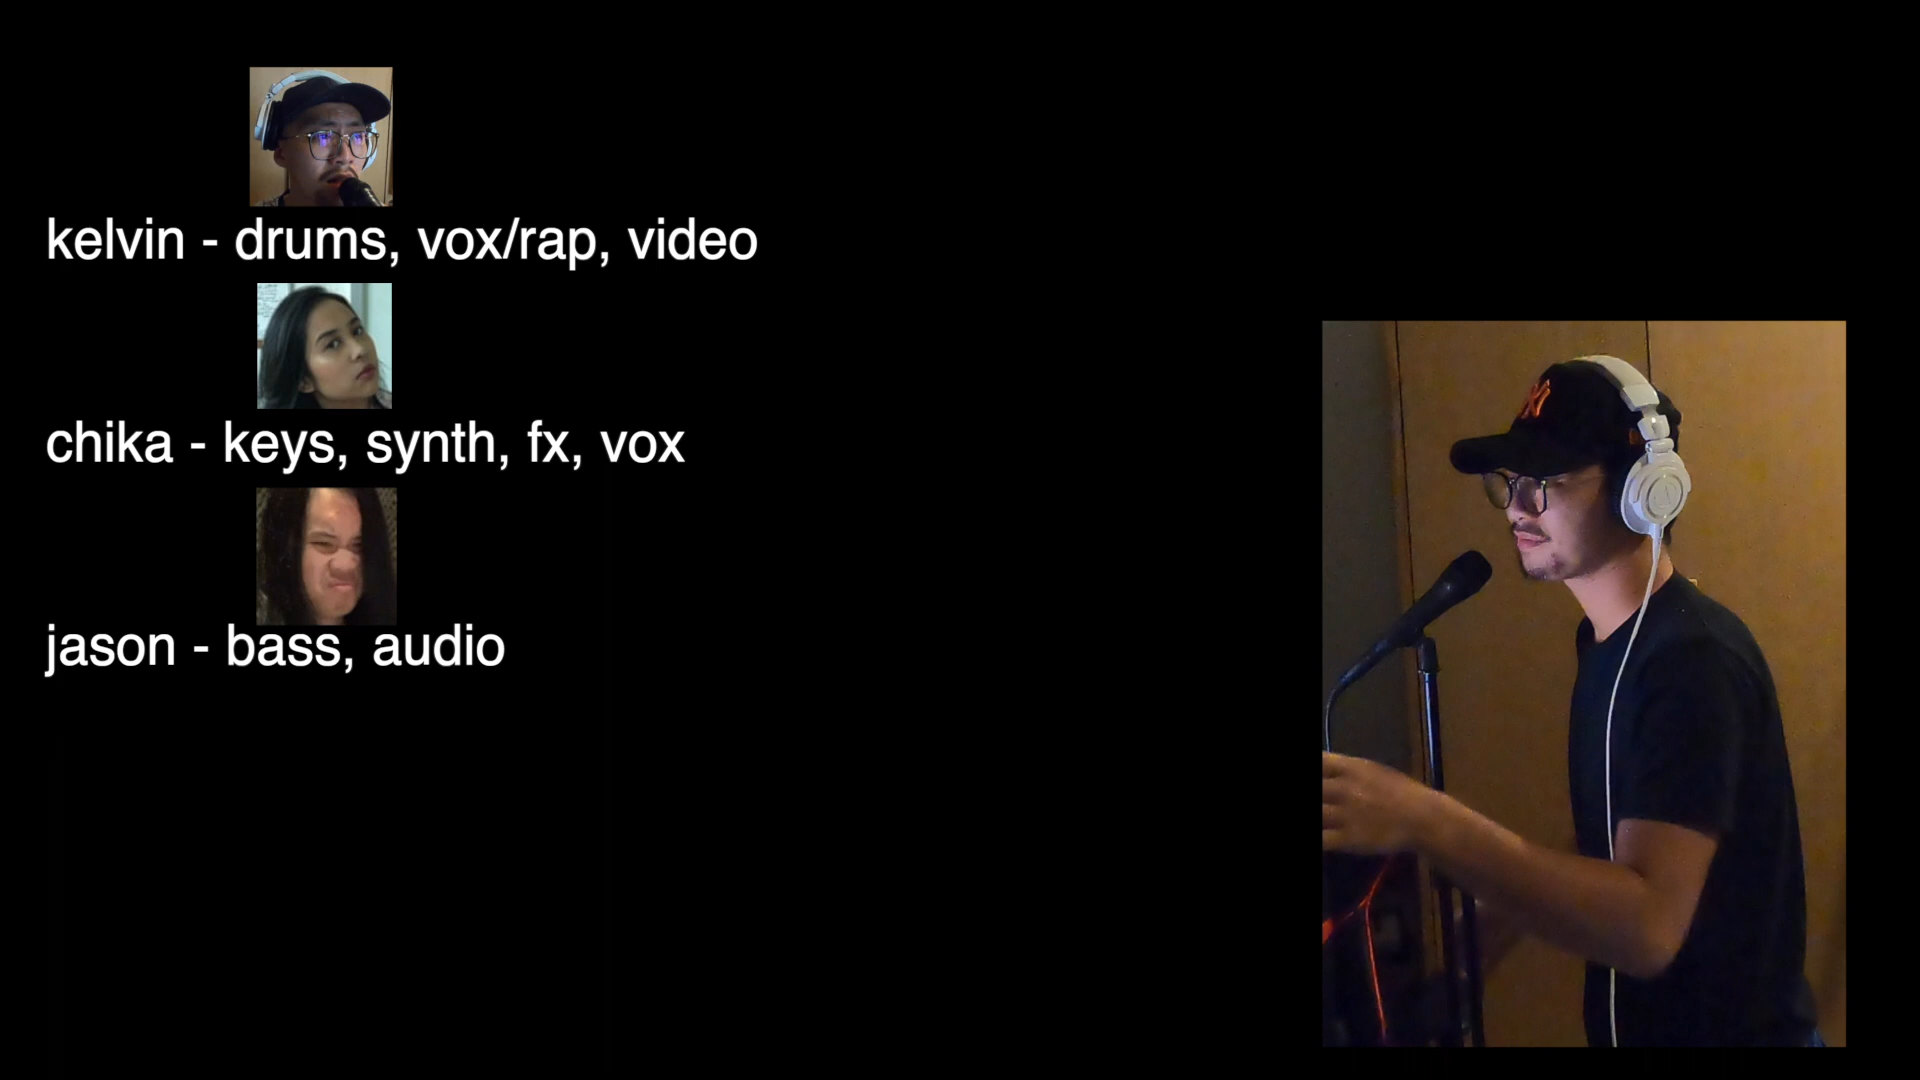 kelvin - drums, vox/rap, video
chika - keys, synth, fx, vox
jason - bass, audio